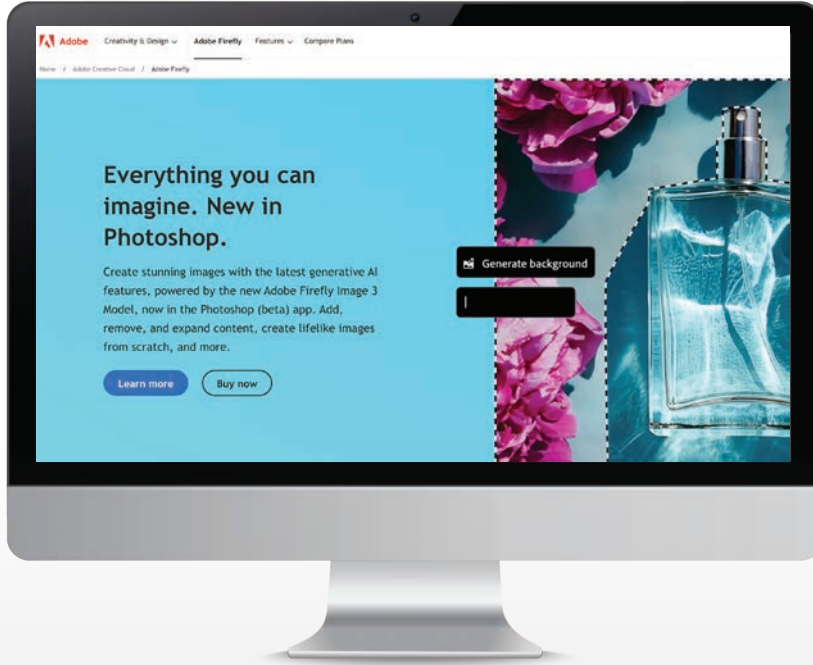 Adobe Creativity & Design Adobe Firefly Features Compare Plans
Home / Adobe Creative Cloud / Adobe Firefly
Everything you can
imagine. New in
Photoshop.
Create stunning images with the latest generative AI
features, powered by the new Adobe Firefly Image 3
Model, now in the Photoshop (beta) app. Add,
remove, and expand content, create lifelike images
from scratch, and more.
Learn more Buy now
Generate background